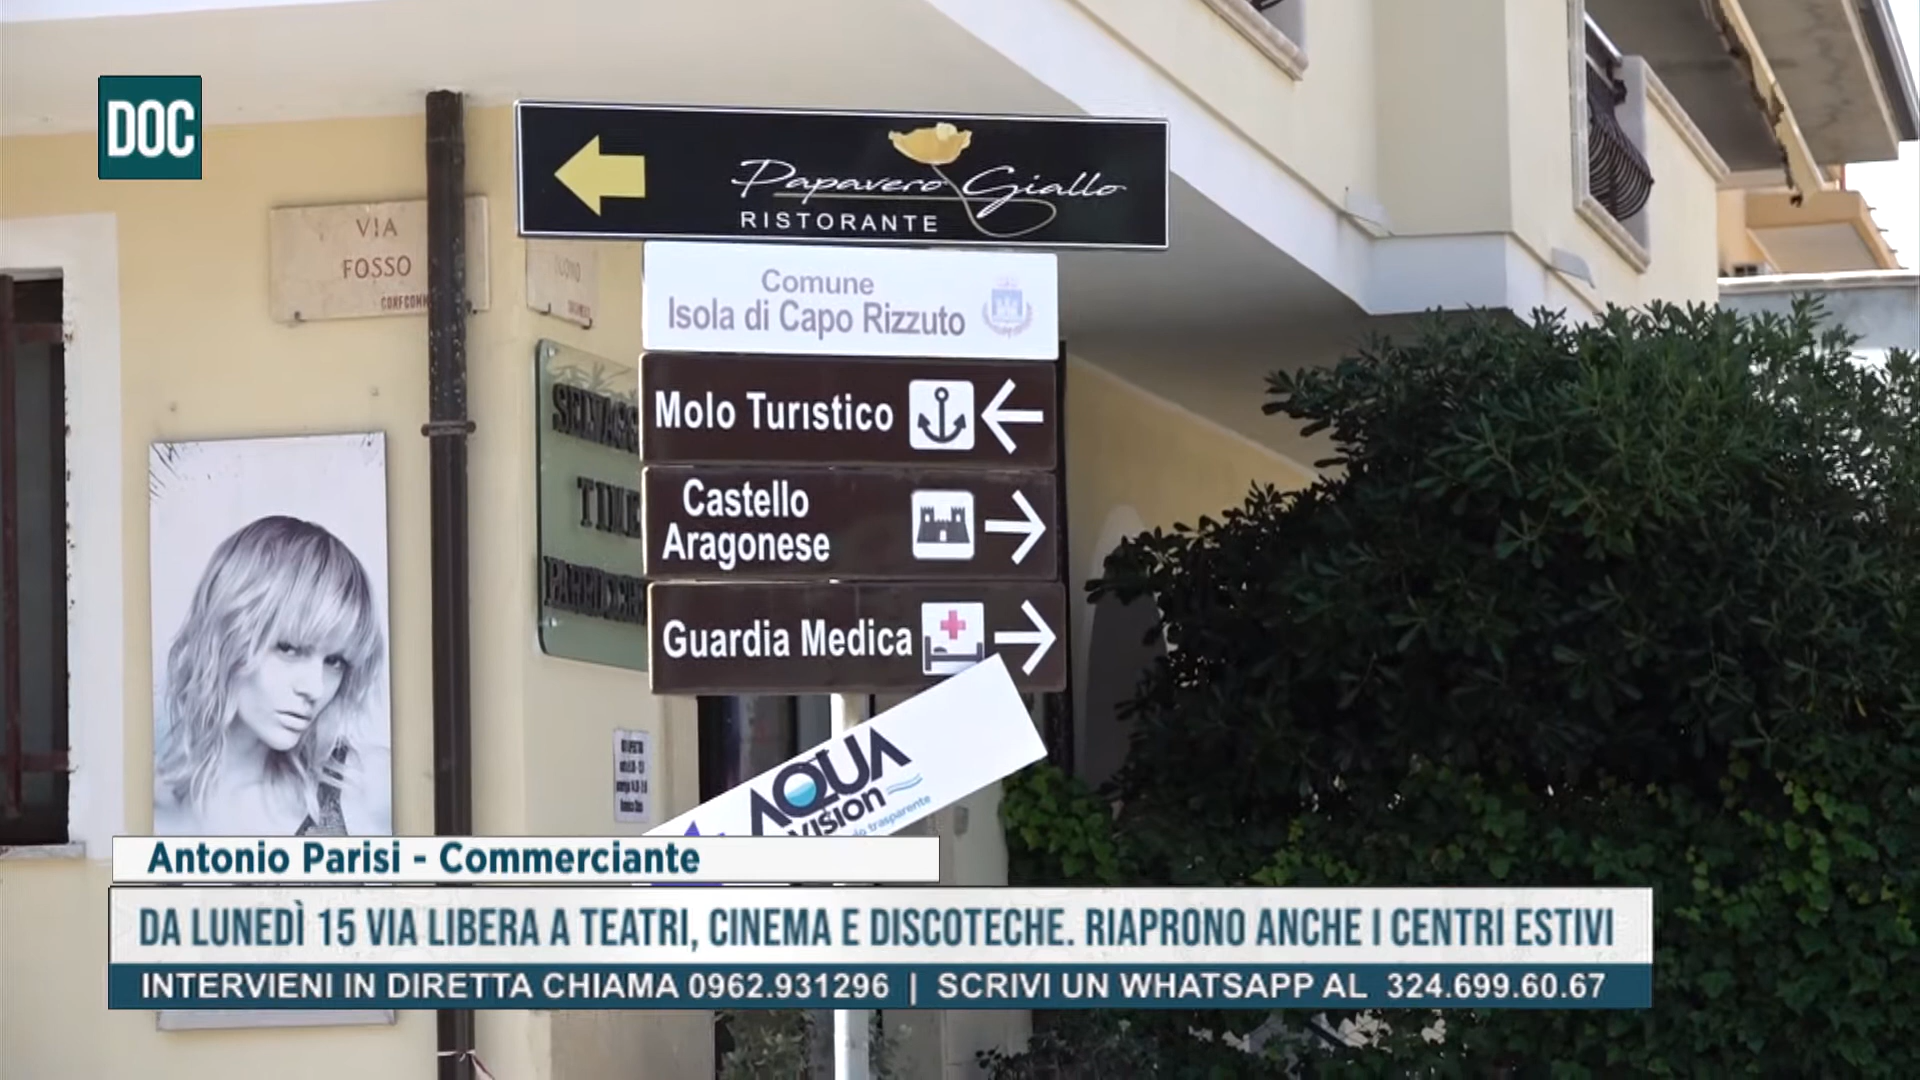 DOC
Papavero Giallo
RISTORANTE
VIA
FOSSO
Comune
Isola di Capo Rizzuto
Molo Turistico
Castello
Aragonese
Guardia Medica
TIME
AQUA
vision
trasparente
Antonio Parisi - Commerciante
DA LUNEDÌ 15 VIA LIBERA A TEATRI, CINEMA E DISCOTECHE. RIAPRONO ANCHE I CENTRI ESTIVI
INTERVIENI IN DIRETTA CHIAMA 0962.931296 | SCRIVI UN WHATSAPP AL 324.699.60.67